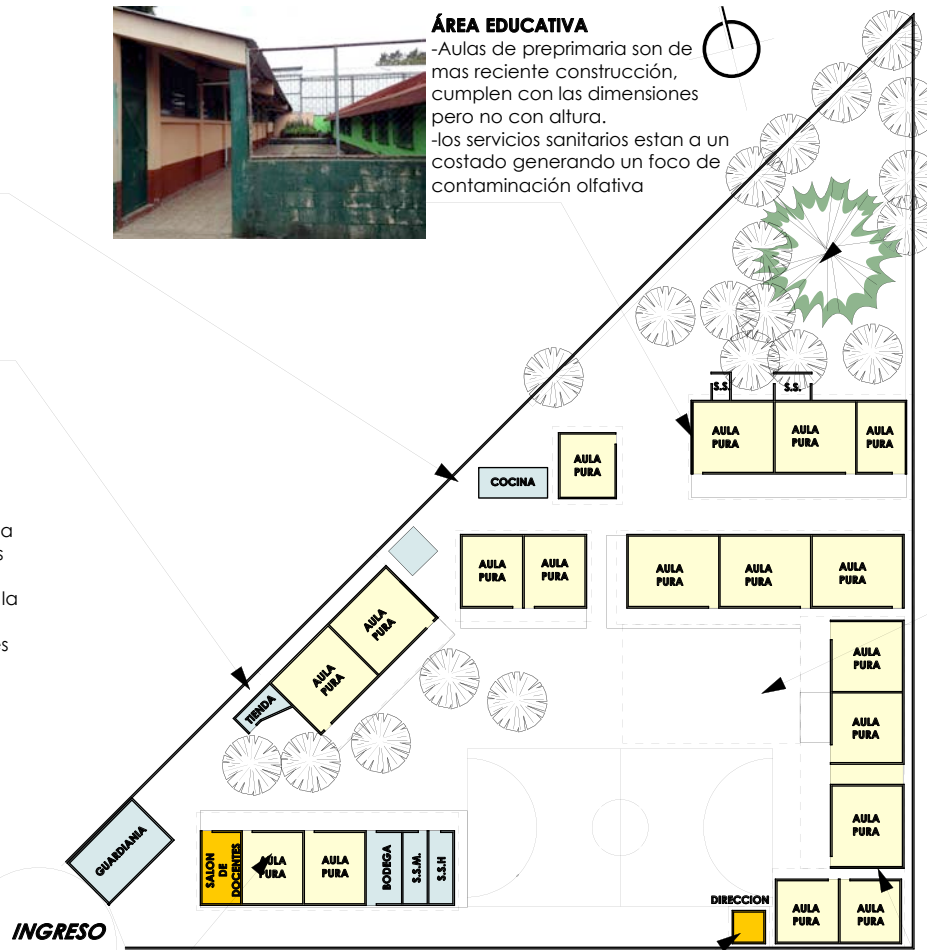 ÁREA EDUCATIVA
-Aulas de preprimaria son de
mas reciente construcción,
cumplen con las dimensiones
pero no con altura.
-los servicios sanitarios estan a un
costado generando un foco de
contaminación olfativa
S.S.
S.S.
AULA
PURA
AULA
PURA
AULA
PURA
AULA
PURA
COCINA
a
s
la
es
AULA
PURA
AULA
PURA
AULA
PURA
AULA
PURA
AULA
PURA
AULA
PURA
AULA
PURA
TIENDA
AULA
PURA
AULA
PURA
AULA
PURA
GUARDIANIA
SALON
DE
DOCENTES
AULA
PURA
AULA
PURA
BODEGA
S.S.M.
S.S.H
DIRECCION
AULA
PURA
AULA
PURA
INGRESO